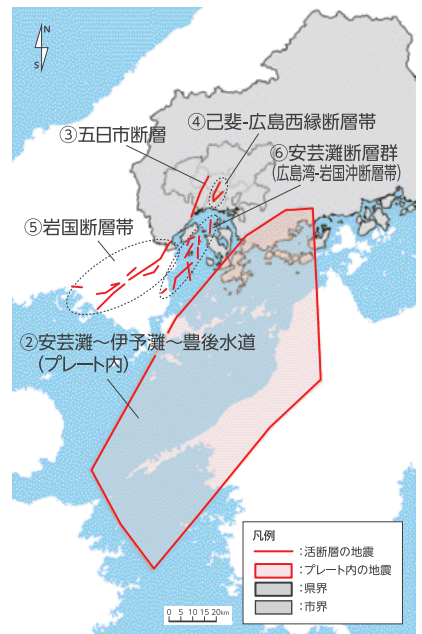 N
S
④己斐-広島西縁断層帯
③五日市断層
⑥安芸灘断層群
(広島湾-岩国沖断層帯)
⑤岩国断層帯
②安芸灘～伊予灘～豊後水道
(プレート内)
凡例
:活断層の地震
:プレート内の地震
:県界
:市界
0 5 10 15 20km